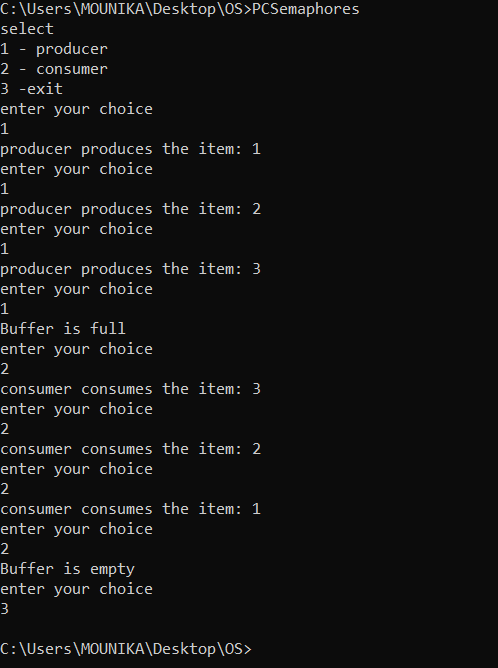 C:\Users\MOUNIKA\Desktop\OS>PCSemaphores
select
1 - producer
2 - consumer
3 -exit
enter your choice
1
producer produces the item: 1
enter your choice
1
producer produces the item: 2
enter your choice
1
producer produces the item: 3
enter your choice
1
Buffer is full
enter your choice
2
consumer consumes the item: 3
enter your choice
2
consumer consumes the item: 2
enter your choice
2
consumer consumes the item: 1
enter your choice
2
Buffer is empty
enter your choice
3
C:\Users\MOUNIKA\Desktop\OS>